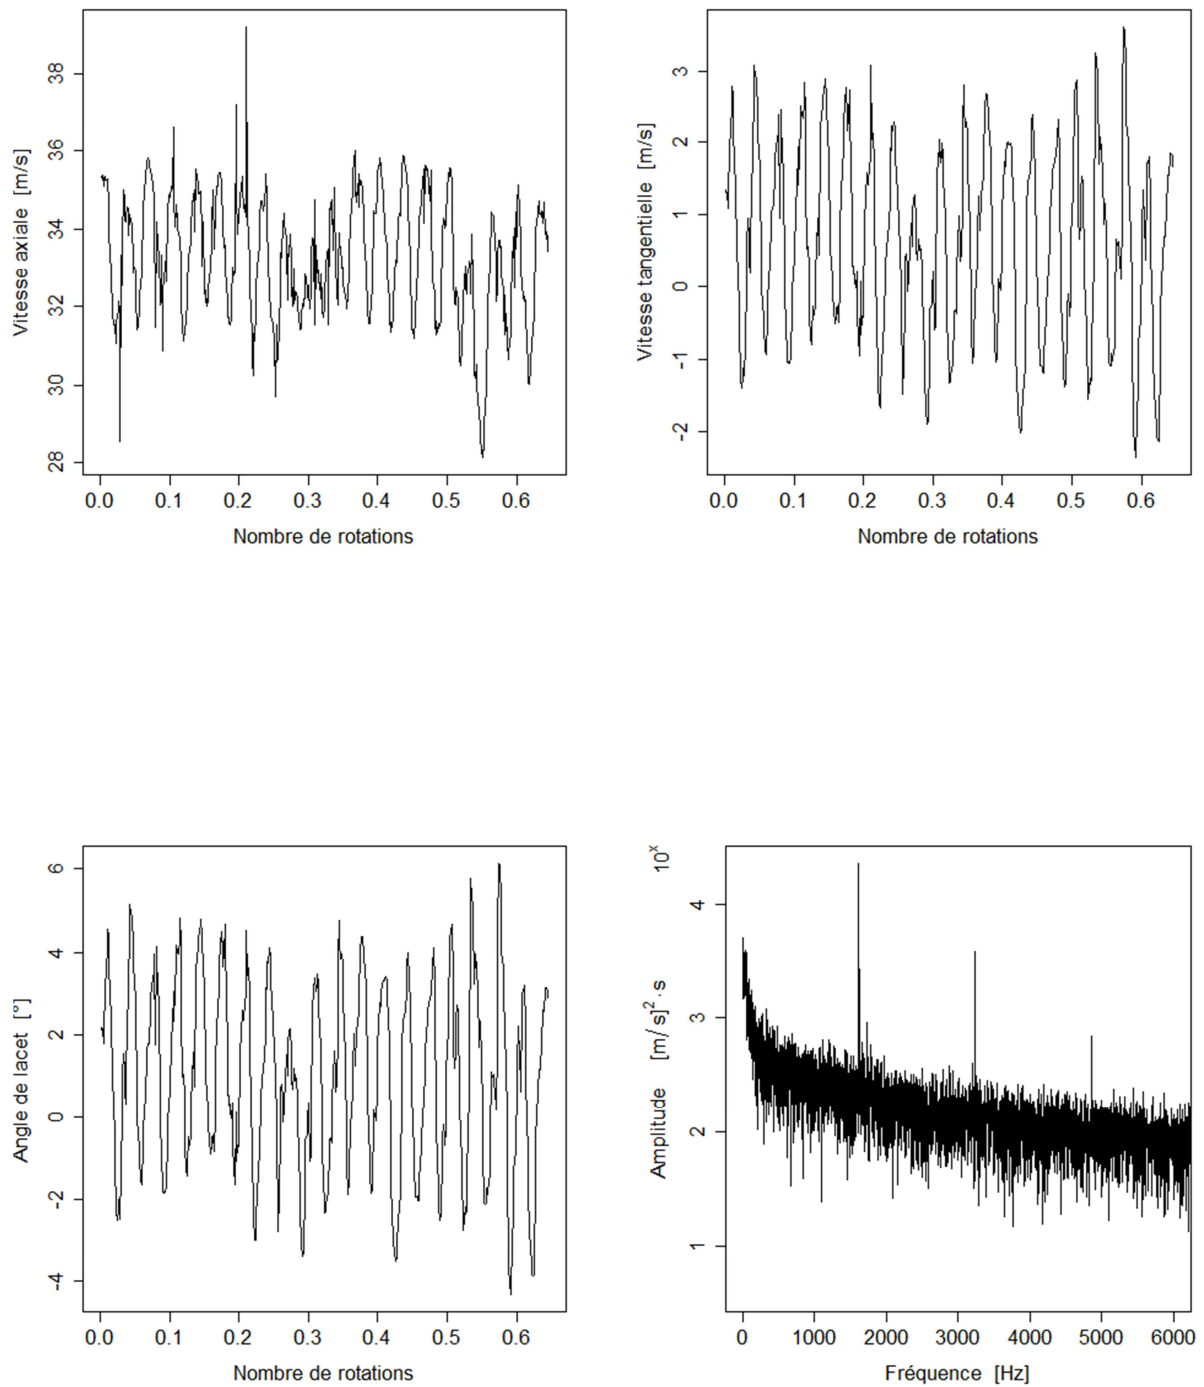 38
36
34
32
30
28
Vitesse axiale [m/s]
0.0 0.1 0.2 0.3 0.4 0.5 0.6
Nombre de rotations
3
2
1
0
-1
-2
Vitesse tangentielle [m/s]
0.0 0.1 0.2 0.3 0.4 0.5 0.6
Nombre de rotations
6
4
2
0
-2
-4
Angle de lacet [°]
0.0 0.1 0.2 0.3 0.4 0.5 0.6
Nombre de rotations
4
3
2
1
Amplitude [m/s]²·s 10ˣ
0 1000 2000 3000 4000 5000 6000
Fréquence [Hz]